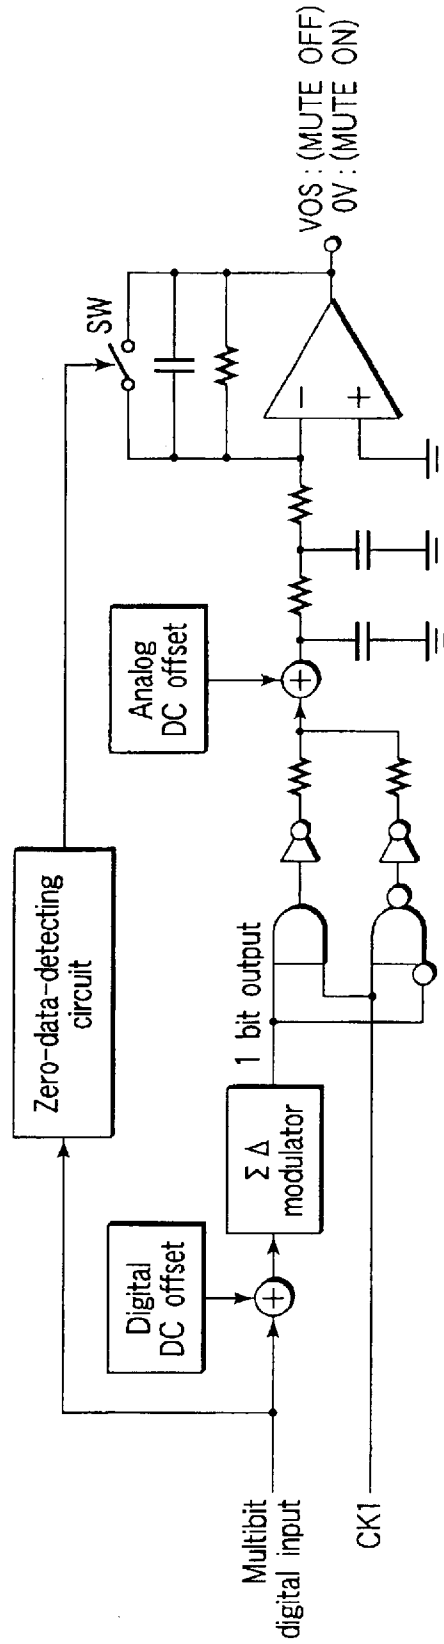 Multibit
digital input
CK1
Digital
DC offset
Zero-data-detecting
circuit
Σ Δ
modulator
1 bit output
Analog
DC offset
SW
VOS : (MUTE OFF)
0V : (MUTE ON)